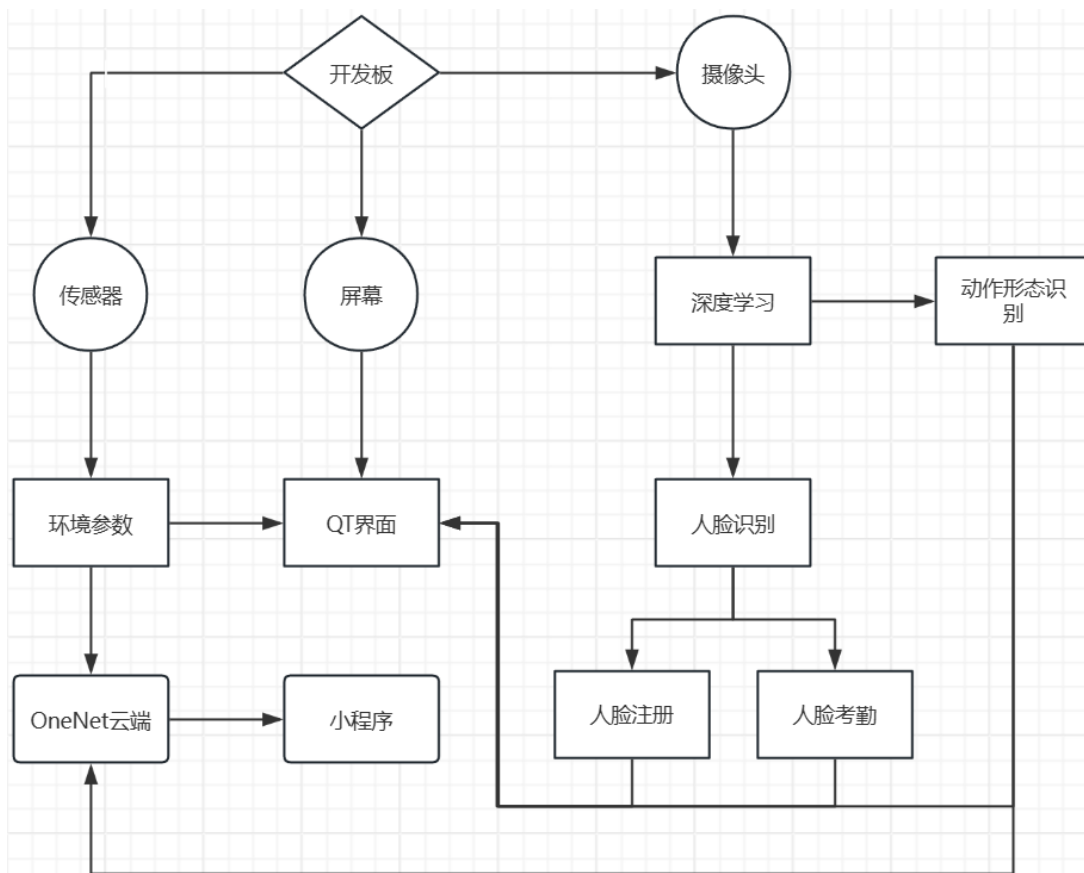 开发板
摄像头
传感器
屏幕
深度学习
动作形态识
别
环境参数
QT界面
人脸识别
OneNet云端
小程序
人脸注册
人脸考勤